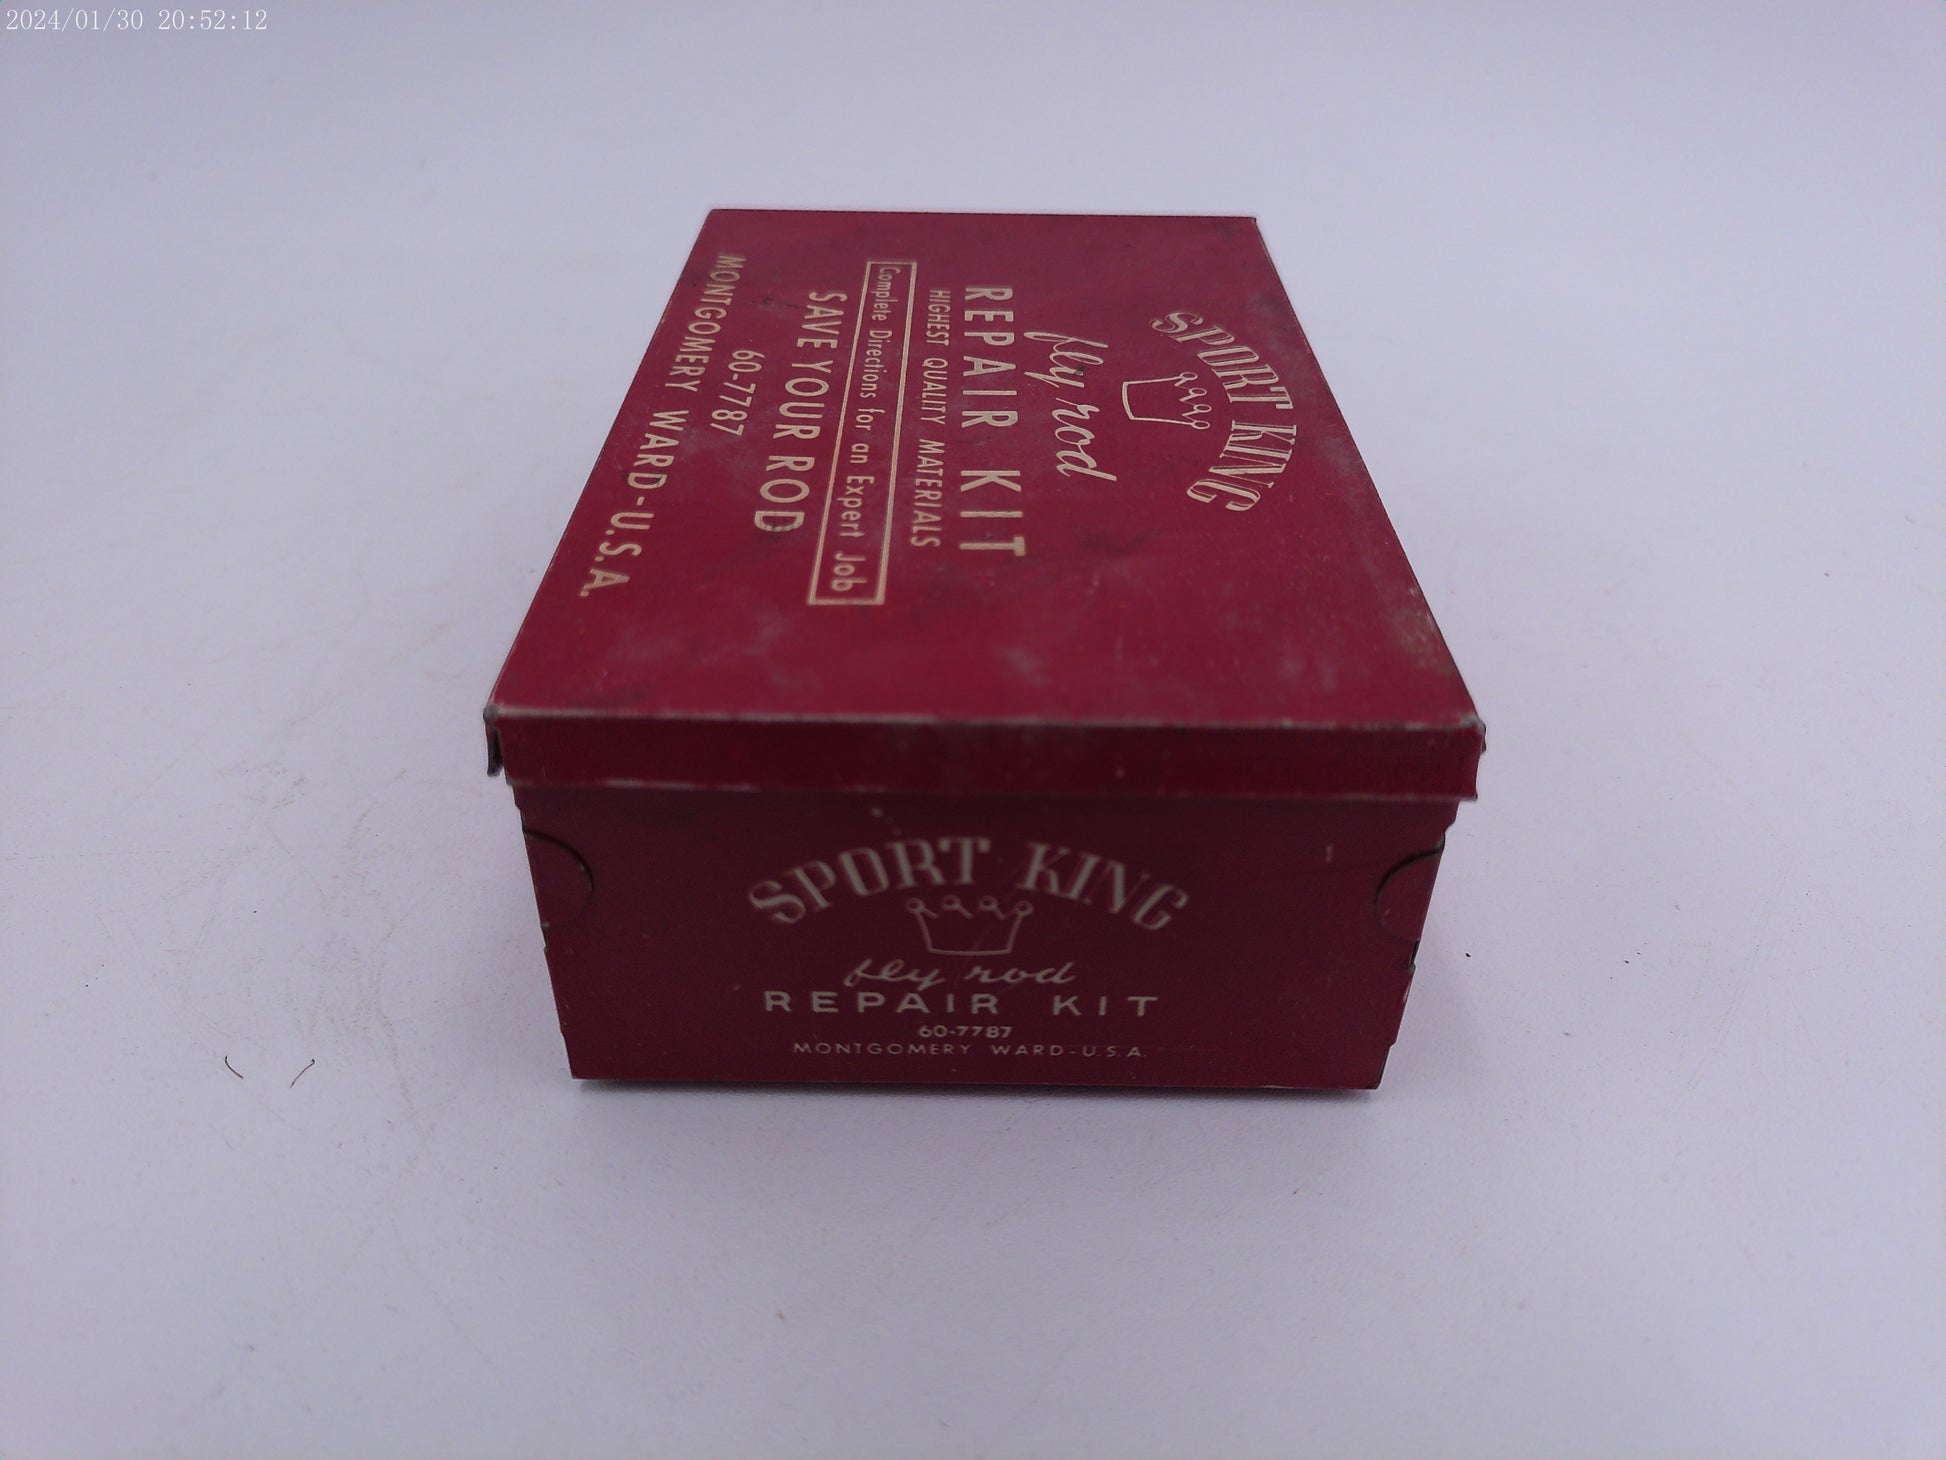 2024/01/30 20:52:12
SPORT KING
fly rod
REPAIR KIT
HIGHEST QUALITY MATERIALS
Complete Directions for an Expert Job
SAVE YOUR ROD
60-7787
MONTGOMERY WARD-U.S.A.
SPORT KING
fly rod
REPAIR KIT
60-7787
MONTGOMERY WARD-U.S.A.